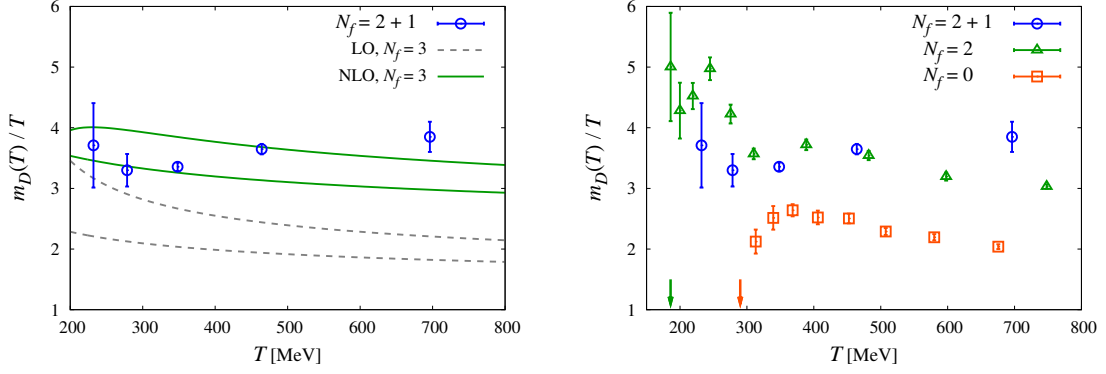 6
5
4
3
2
1
200 300 400 500 600 700 800
m_D(T) / T
T [MeV]
N_f = 2 + 1
LO, N_f = 3
NLO, N_f = 3
6
5
4
3
2
1
200 300 400 500 600 700 800
m_D(T) / T
T [MeV]
N_f = 2 + 1
N_f = 2
N_f = 0